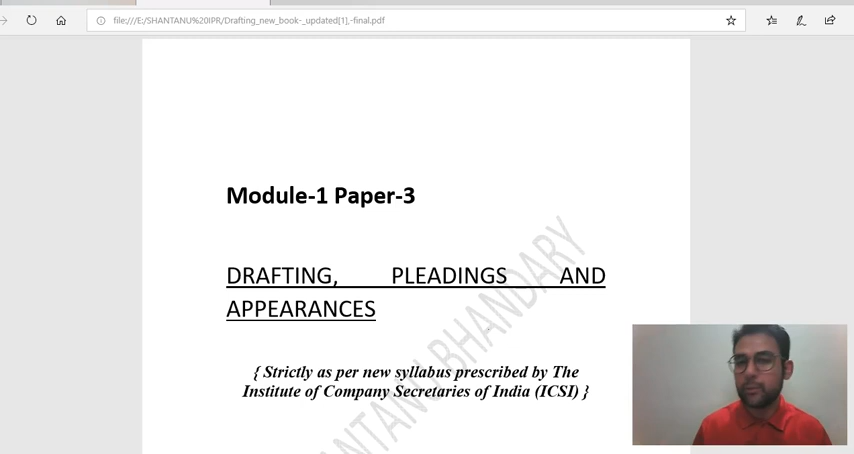 file:///E:/SHANTANU%20IPR/Drafting_new_book-_updated[1],-final.pdf
Module-1 Paper-3
DRAFTING, PLEADINGS AND
APPEARANCES
{ Strictly as per new syllabus prescribed by The
Institute of Company Secretaries of India (ICSI) }
HANTANU BHANDARY